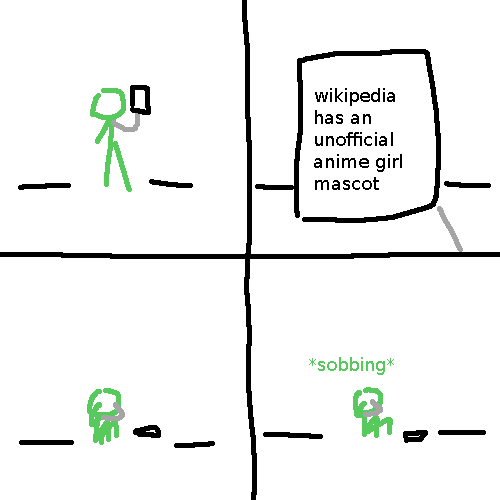 wikipedia
has an
unofficial
anime girl
mascot
*sobbing*